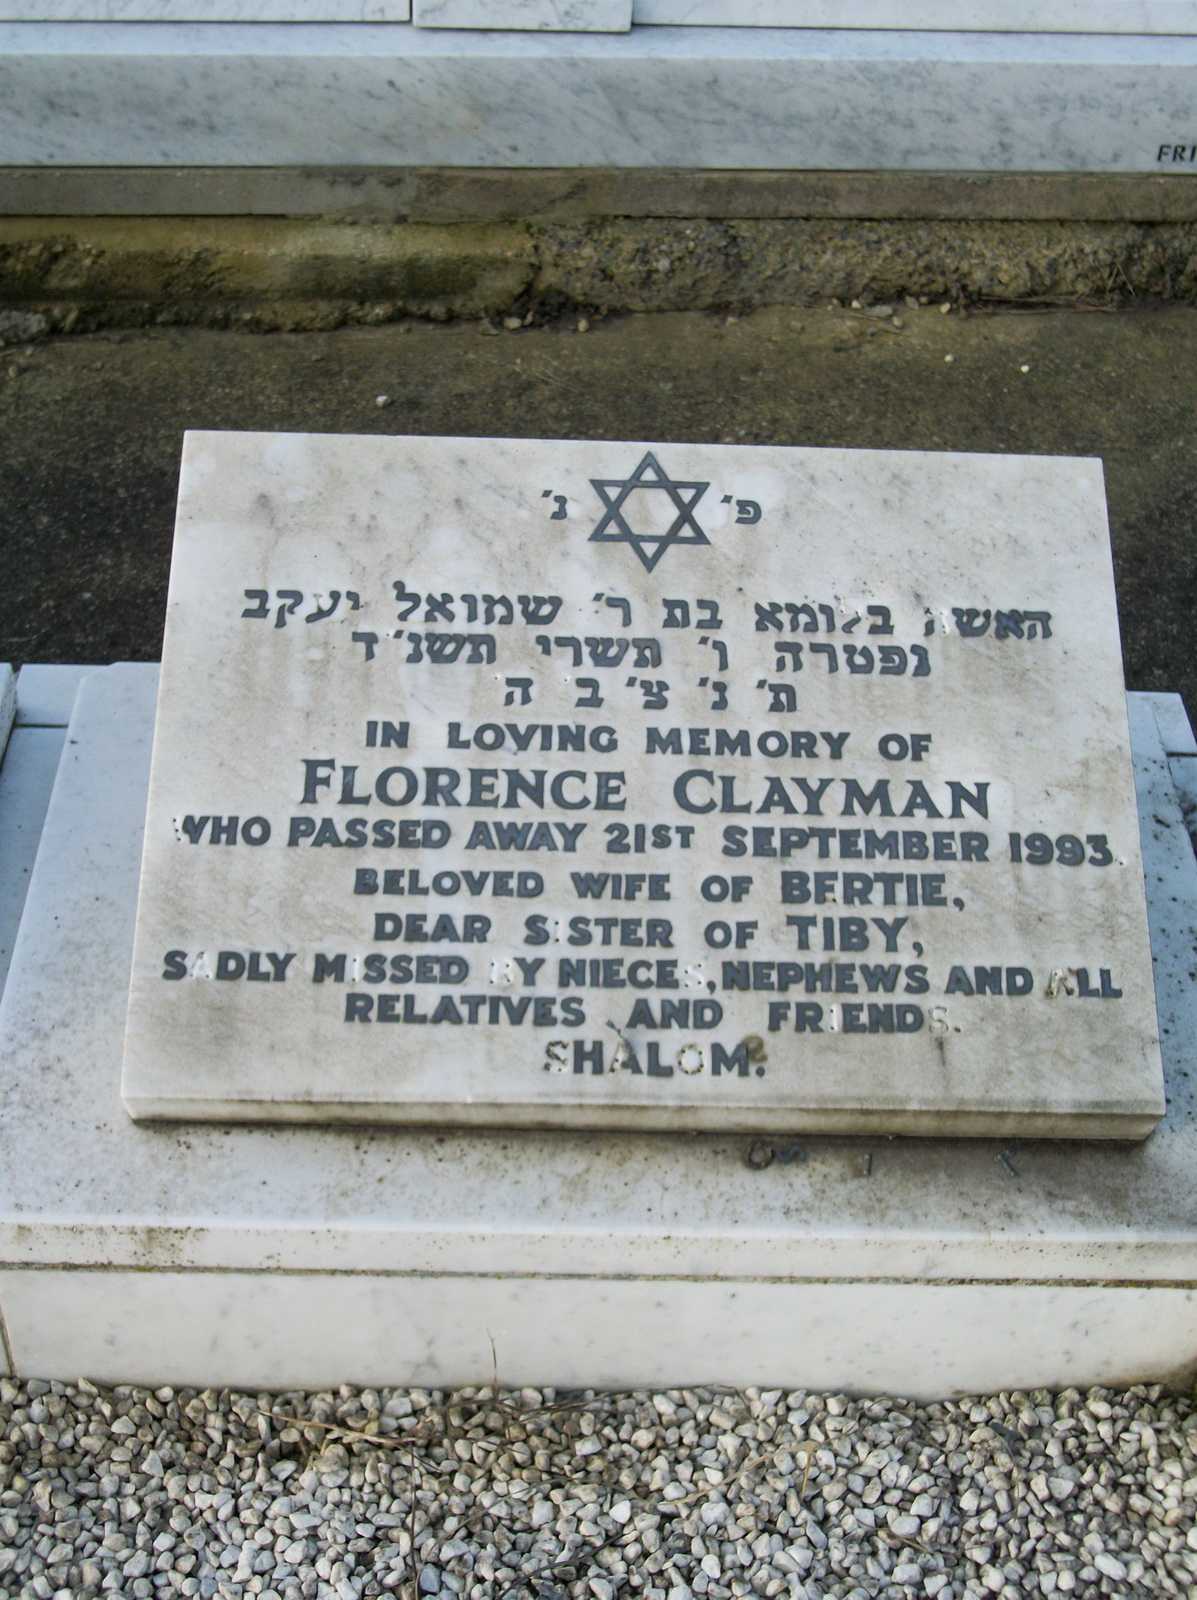 FRI
פ׳ נ׳
האשה בלומא בת ר׳ שמואל יעקב
נפטרה ו׳ תשרי תשנ׳ד
ת׳ נ׳ צ׳ ב׳ ה
IN LOVING MEMORY OF
FLORENCE CLAYMAN
WHO PASSED AWAY 21ST SEPTEMBER 1993.
BELOVED WIFE OF BERTIE,
DEAR SISTER OF TIBY,
SADLY MISSED BY NIECES, NEPHEWS AND ALL
RELATIVES AND FRIENDS.
SHALOM.